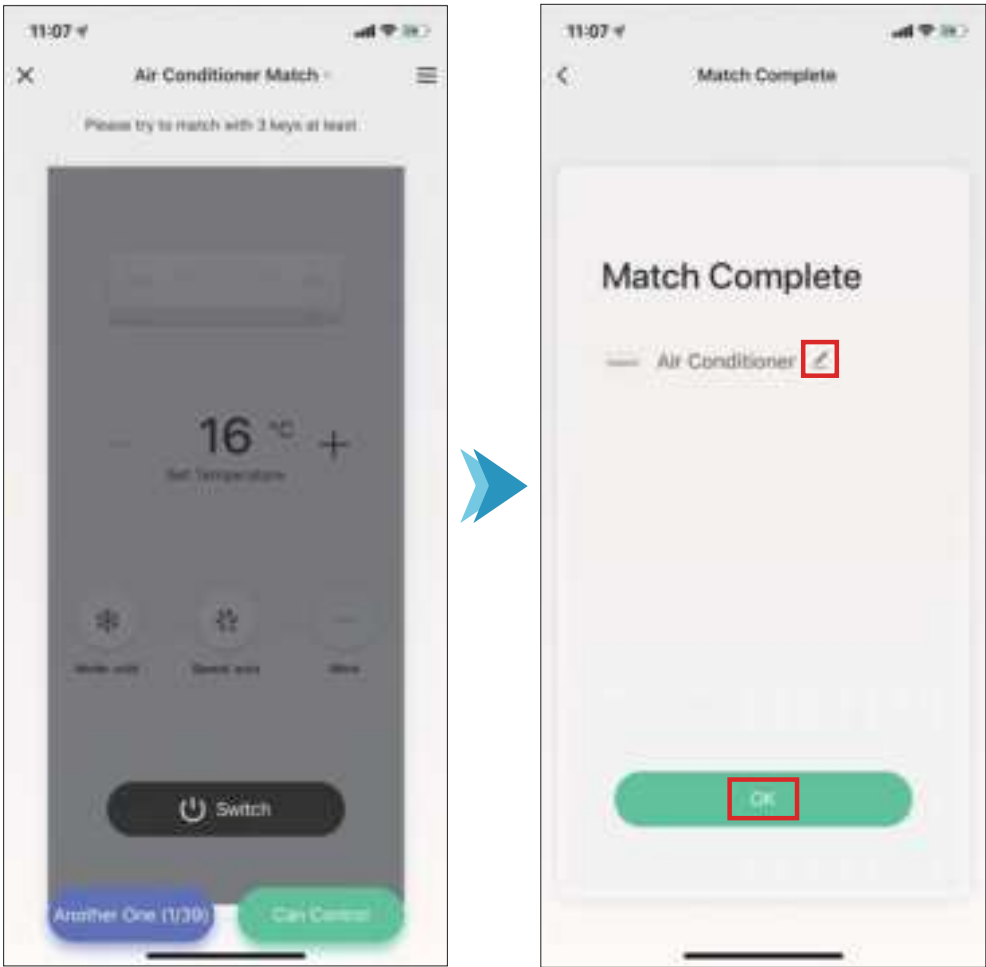 11:07
Air Conditioner Match
Please try to match with 3 keys at least
16 °C
Set Temperature
Switch
Another One (1/39)
Can Control
11:07
Match Complete
Match Complete
Air Conditioner
OK